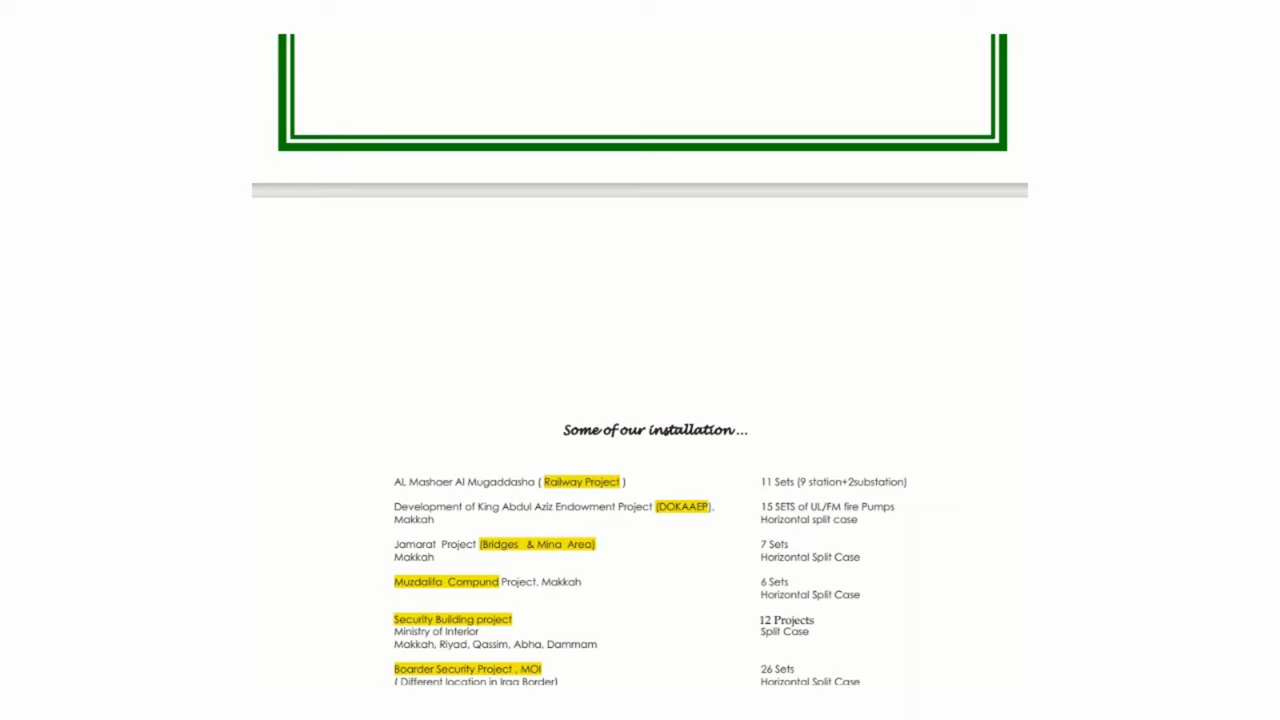 Some of our installation...
AL Mashaer Al Mugaddasha ( Railway Project ) 11 Sets (9 station+2substation)
Development of King Abdul Aziz Endowment Project (DOKAAEP), 15 SETS of UL/FM fire Pumps
Makkah Horizontal split case
Jamarat Project (Bridges & Mina Area) 7 Sets
Makkah Horizontal Split Case
Muzdalifa Compund Project, Makkah 6 Sets
Horizontal Split Case
Security Building project 12 Projects
Ministry of Interior Split Case
Makkah, Riyad, Qassim, Abha, Dammam
Boarder Security Project , MOI 26 Sets
( Different location in Iraq Border) Horizontal Split Case